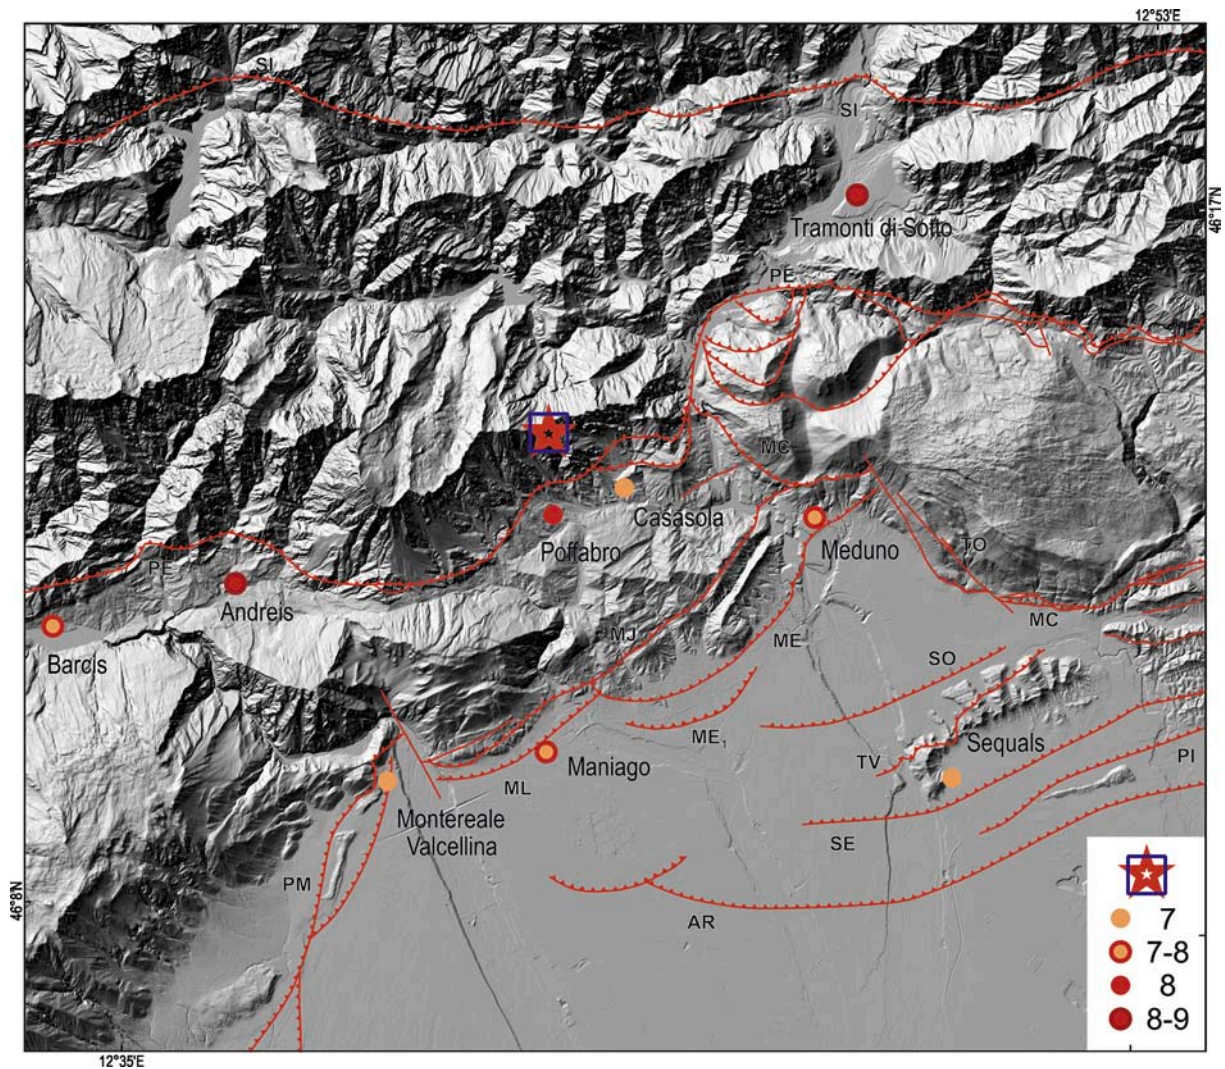 12°53'E
SI
SI
46°17'N
Tramonti di Sotto
PE
MC
Casasola
Poffabro
Meduno
TO
PE
Andreis
MC
MJ
ME
Barcis
SO
ME1
Sequals
TV
PI
Maniago
ML
Montereale
Valcellina
SE
PM
46°8'N
AR
7
7-8
8
8-9
12°35'E